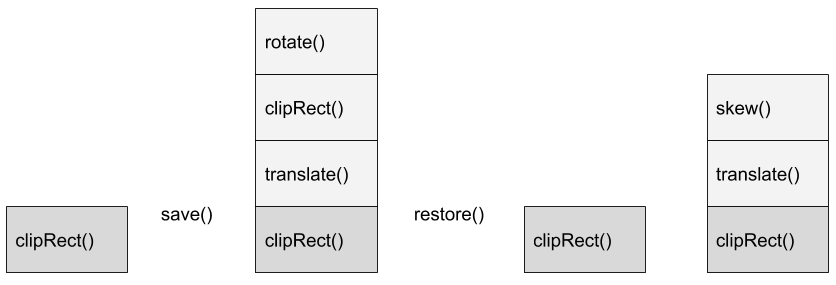 clipRect()
save()
rotate()
clipRect()
translate()
clipRect()
restore()
clipRect()
skew()
translate()
clipRect()